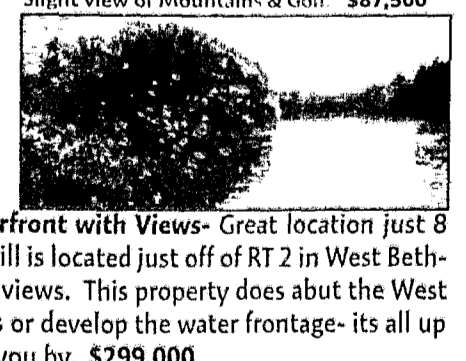 Slight view of Mountains & Golf. $87,500
rfront with Views- Great location just 8
ill is located just off of RT 2 in West Beth-
views. This property does abut the West
s or develop the water frontage- its all up
you by. $299,000